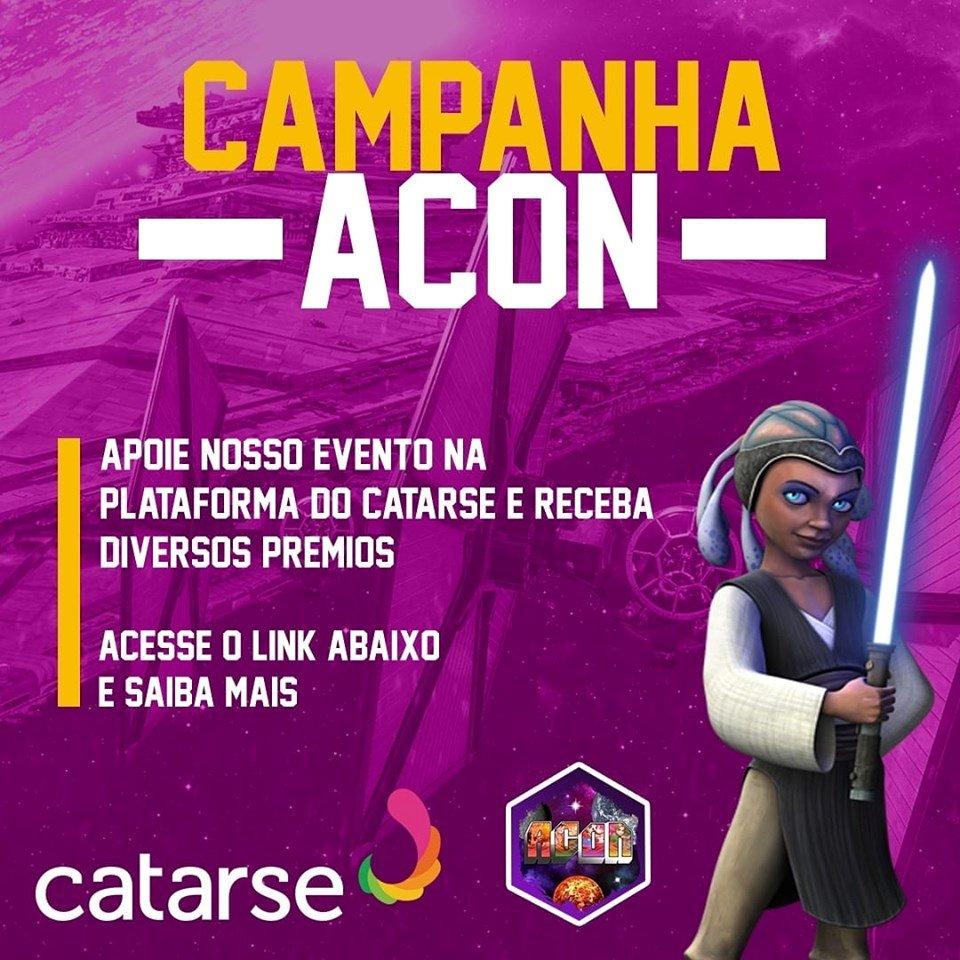 CAMPANHA
ACON
APOIE NOSSO EVENTO NA
PLATAFORMA DO CATARSE E RECEBA
DIVERSOS PREMIOS
ACESSE O LINK ABAIXO
E SAIBA MAIS
catarse
ACON